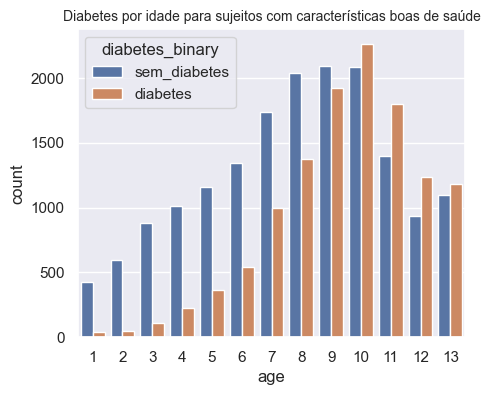 Diabetes por idade para sujeitos com características boas de saúde
diabetes_binary
sem_diabetes
diabetes
2000
1500
1000
500
0
count
1 2 3 4 5 6 7 8 9 10 11 12 13
age